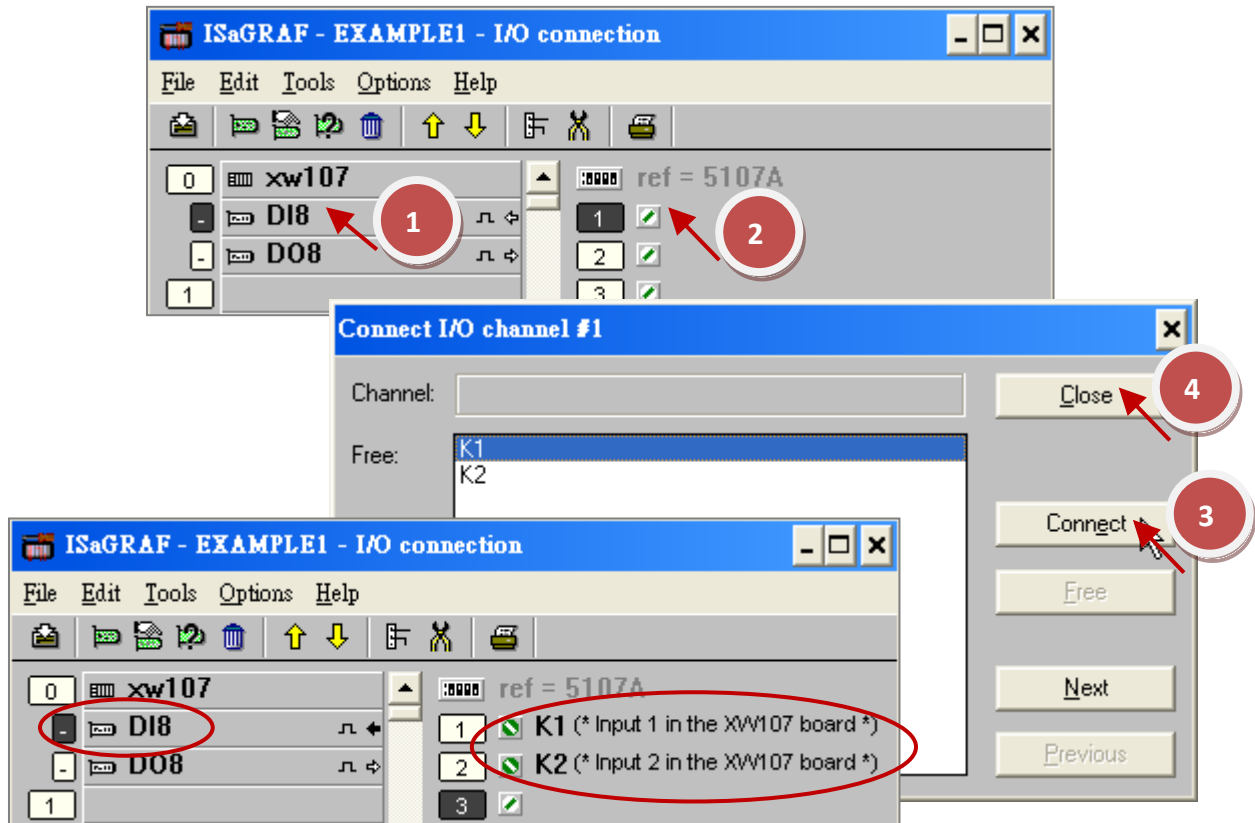 ISaGRAF - EXAMPLE1 - I/O connection
File Edit Tools Options Help
0 xw107
ref = 5107A
- DI8
1
1
2
- DO8
2
1
3
Connect I/O channel #1
Channel:
Close
4
Free:
K1
K2
Connect
3
Free
Next
Previous
ISaGRAF - EXAMPLE1 - I/O connection
File Edit Tools Options Help
0 xw107
ref = 5107A
- DI8
1 K1 (* Input 1 in the XW107 board *)
- DO8
2 K2 (* Input 2 in the XW107 board *)
1
3